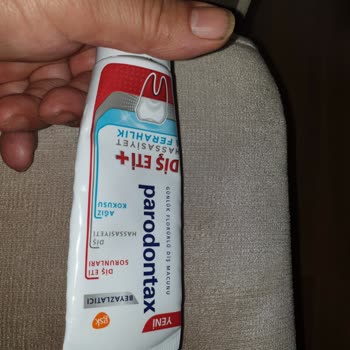 YENİ
GÜNLÜK FLORÜRLÜ DİŞ MACUNU
parodontax
DİŞ ETİ+
HASSASİYET
& FERAHLIK
DİŞ ETİ
SORUNLARI
DİŞ
HASSASİYETİ
AĞIZ
KOKUSU
BEYAZLATICI
gsk